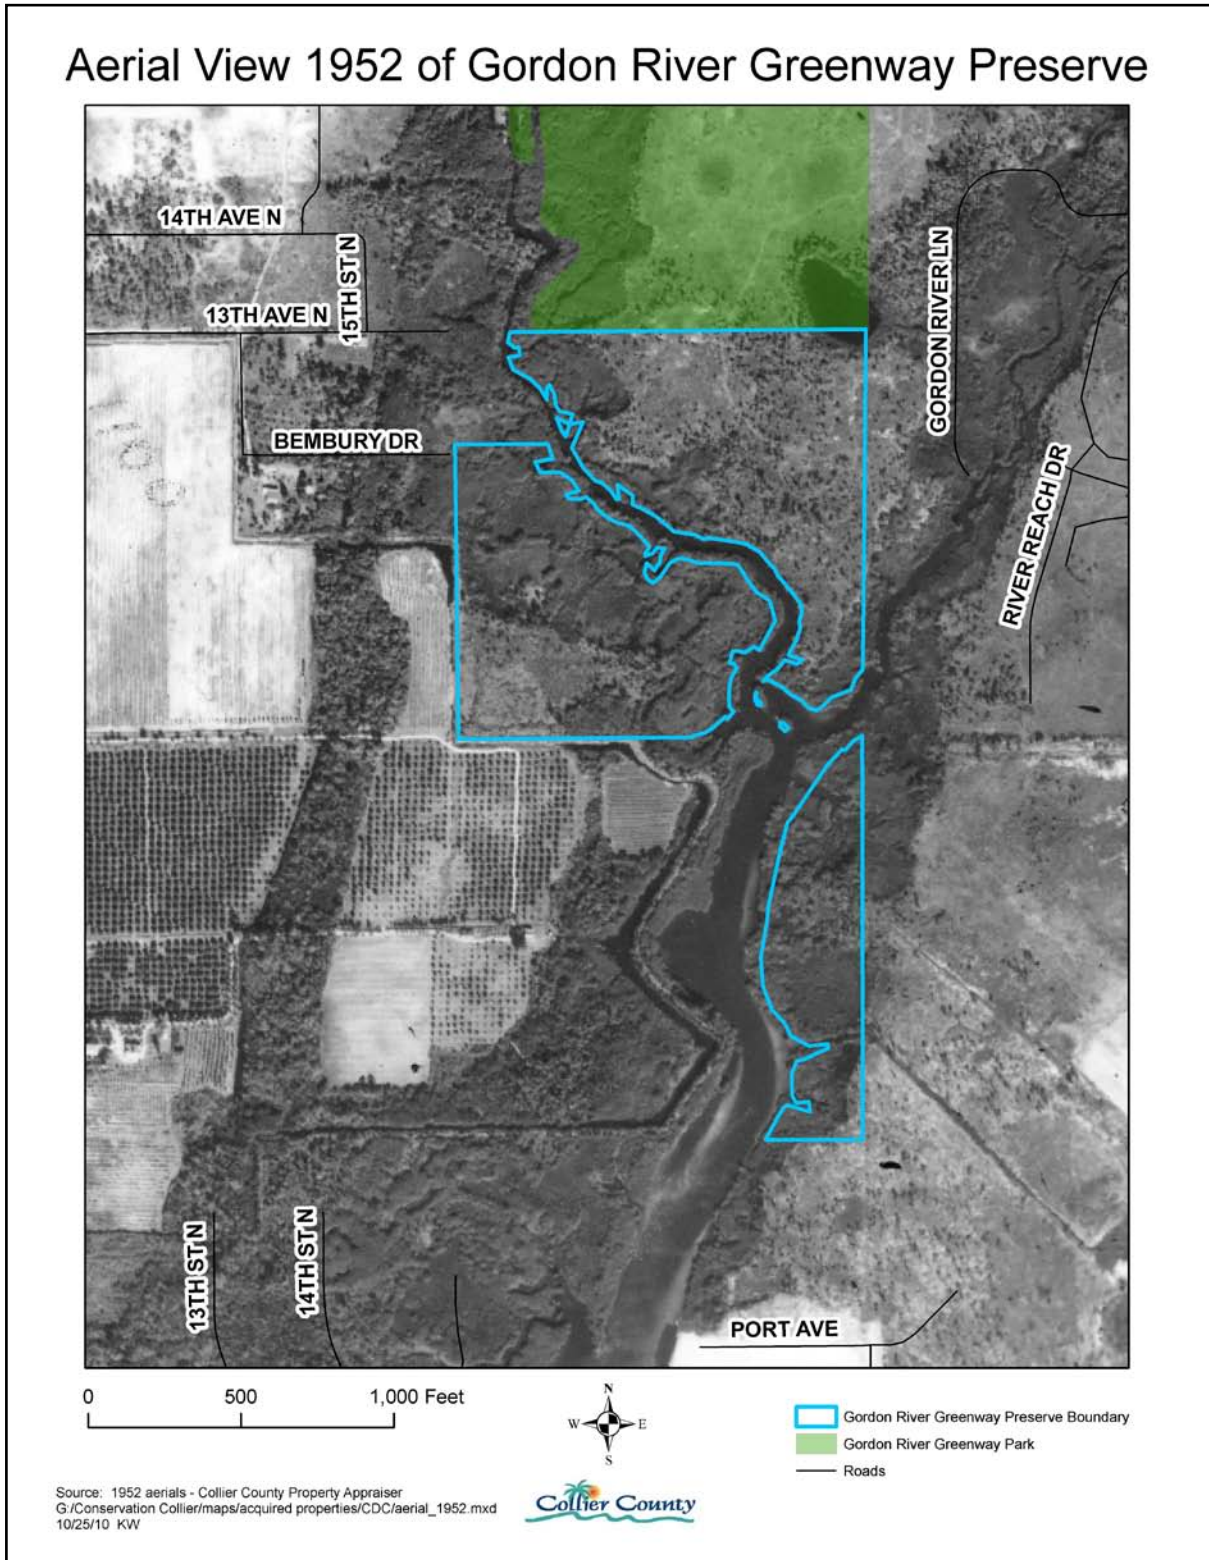 Aerial View 1952 of Gordon River Greenway Preserve
14TH AVE N
15TH ST N
13TH AVE N
GORDON RIVER LN
BEMBURY DR
RIVER REACH DR
13TH ST N
14TH ST N
PORT AVE
0 500 1,000 Feet
N
W E
S
Gordon River Greenway Preserve Boundary
Gordon River Greenway Park
Roads
Source: 1952 aerials - Collier County Property Appraiser
G:/Conservation Collier/maps/acquired properties/CDC/aerial_1952.mxd
10/25/10 KW
Collier County